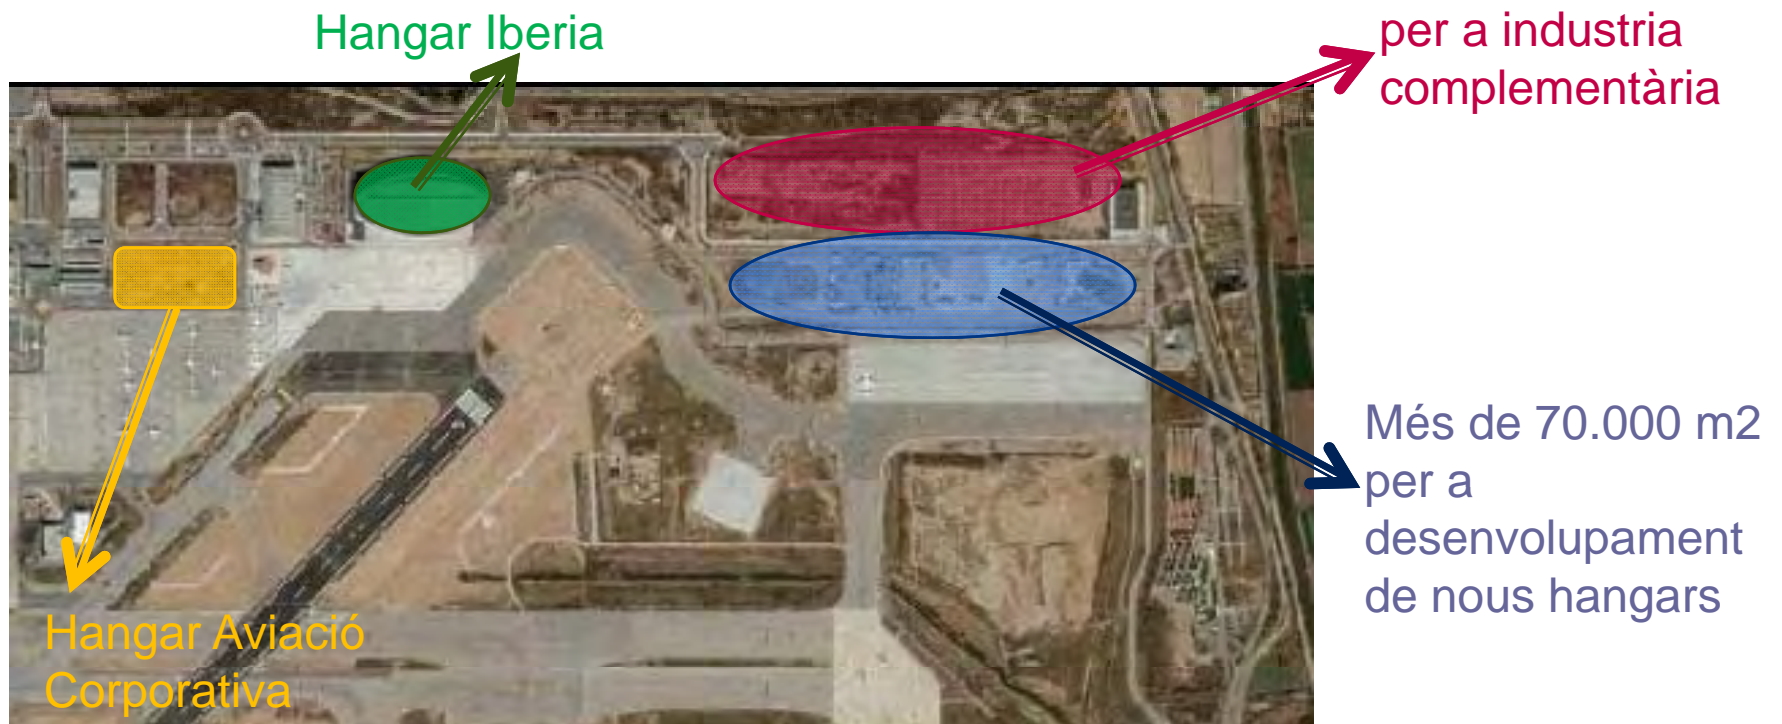 Hangar Iberia
per a industria
complementària
Més de 70.000 m2
per a
desenvolupament
de nous hangars
Hangar Aviació
Corporativa